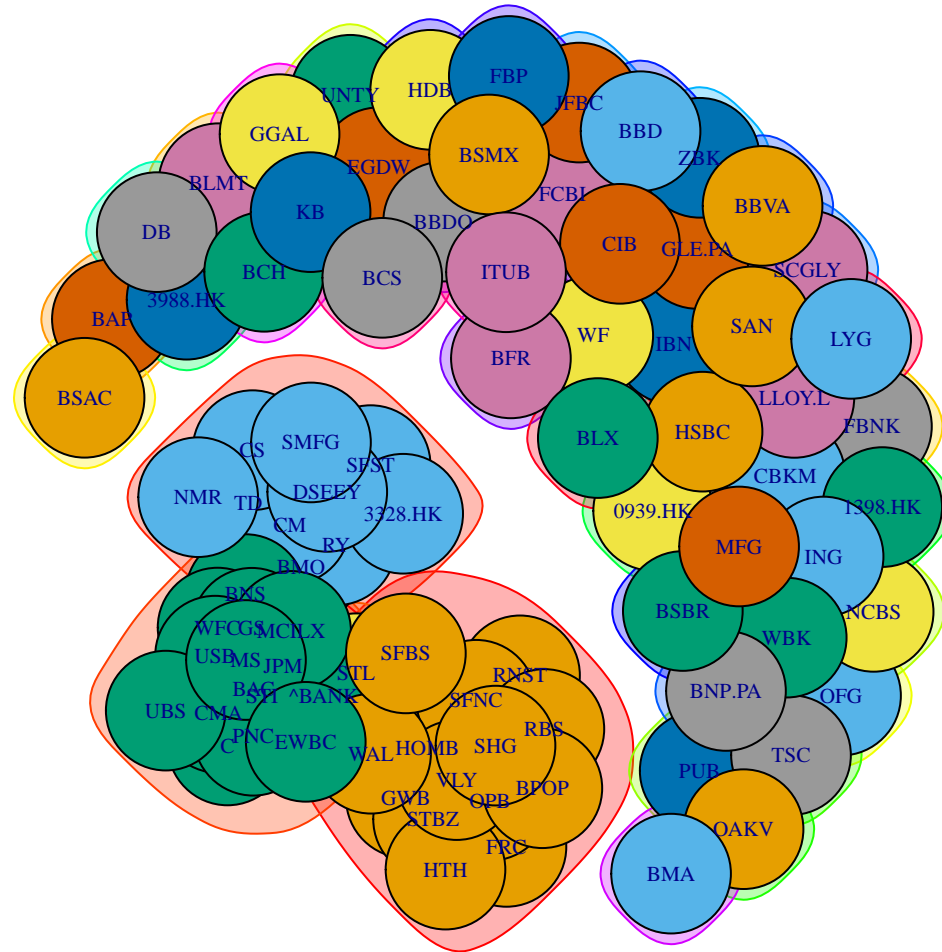 FBP
HDB
UNTY
JFBC
BBD
GGAL
BSMX
ZBK
EGDW
BLMT
FCBI
BBVA
KB
BBDO
DB
CIB
GLE.PA
BCH
BCS
ITUB
SCGLY
3988.HK
BAP
SAN
WF
IBN
LYG
BFR
BSAC
LLOY.L
FBNK
BLX
HSBC
SMFG
CS
SFST
CBKM
DSEEY
NMR
TD
3328.HK
0939.HK
1398.HK
CM
RY
MFG
ING
BMO
BNS
BSBR
NCBS
WFC
GS
MCILX
WBK
USB
MS
JPM
STL
SFBS
RNST
BAC
STI
^BANK
SFNC
BNP.PA
OFG
UBS
CMA
PNC
C
EWBC
WAL
HOMB
SHG
RBS
PUB
TSC
VLY
GWB
OPB
BPOP
STBZ
OAKV
FRC
HTH
BMA